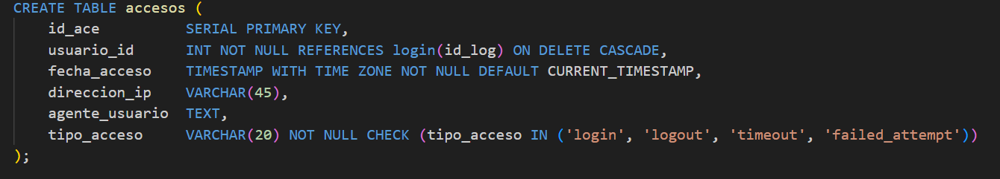 CREATE TABLE accesos (
    id_ace          SERIAL PRIMARY KEY,
    usuario_id      INT NOT NULL REFERENCES login(id_log) ON DELETE CASCADE,
    fecha_acceso    TIMESTAMP WITH TIME ZONE NOT NULL DEFAULT CURRENT_TIMESTAMP,
    direccion_ip    VARCHAR(45),
    agente_usuario  TEXT,
    tipo_acceso     VARCHAR(20) NOT NULL CHECK (tipo_acceso IN ('login', 'logout', 'timeout', 'failed_attempt'))
);